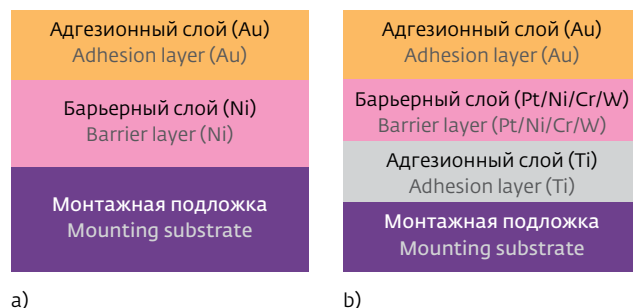 Адгезионный слой (Au)
Adhesion layer (Au)
Барьерный слой (Ni)
Barrier layer (Ni)
Монтажная подложка
Mounting substrate
a)
Адгезионный слой (Au)
Adhesion layer (Au)
Барьерный слой (Pt/Ni/Cr/W)
Barrier layer (Pt/Ni/Cr/W)
Адгезионный слой (Ti)
Adhesion layer (Ti)
Монтажная подложка
Mounting substrate
b)